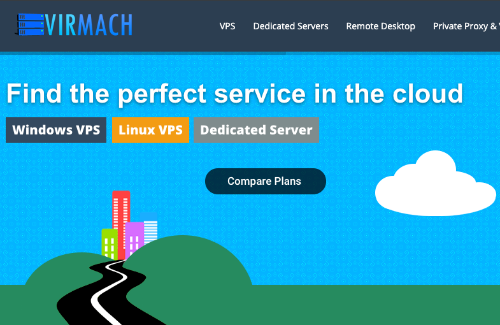 VIRMACH
VPS Dedicated Servers Remote Desktop Private Proxy &
Find the perfect service in the cloud
Windows VPS Linux VPS Dedicated Server
Compare Plans